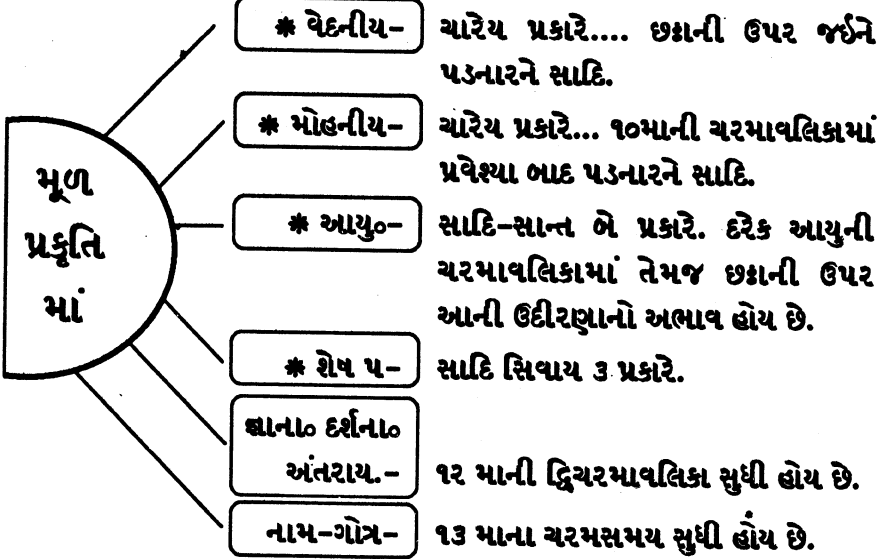 * વેદનીય– ચારેય પ્રકારે.... છઠ્ઠાની ઉપર જઈને
પડનારને સાદિ.
* મોહનીય– ચારેય પ્રકારે... ૧૦માની ચરમાવલિકામાં
પ્રવેશ્યા બાદ પડનારને સાદિ.
મૂળ
પ્રકૃતિ
માં
* આયુ૦– સાદિ–સાન્ત બે પ્રકારે. દરેક આયુની
ચરમાવલિકામાં તેમજ છઠ્ઠાની ઉપર
આની ઉદીરણાનો અભાવ હોય છે.
* શેષ ૫– સાદિ સિવાય ૩ પ્રકારે.
જ્ઞાના૦ દર્શના૦
અંતરાય.– ૧૨ માની દ્વિચરમાવલિકા સુધી હોય છે.
નામ–ગોત્ર– ૧૩ માના ચરમસમય સુધી હોય છે.